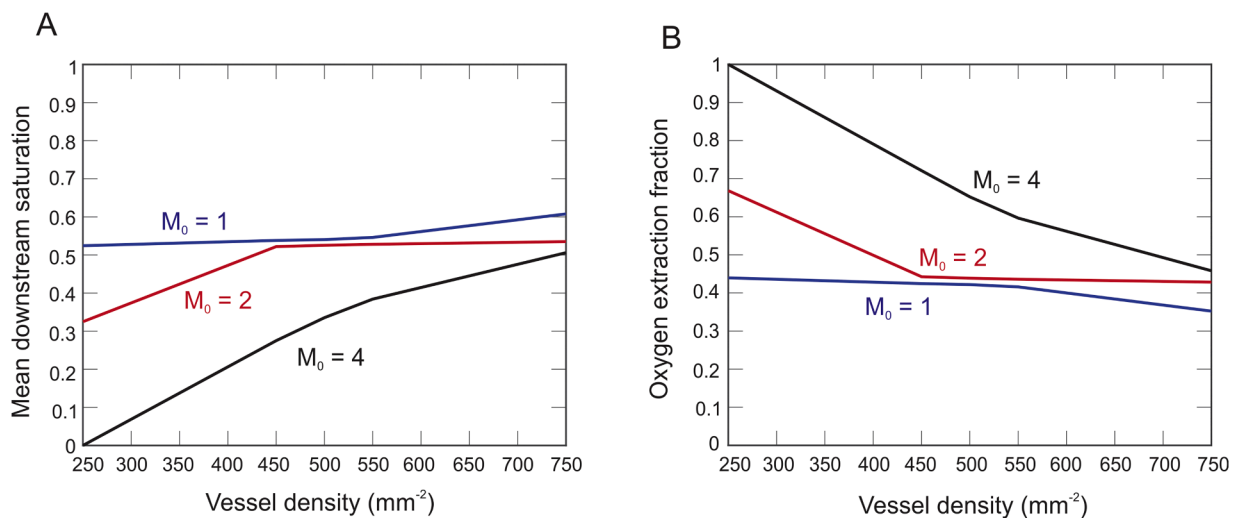 A
1
0.9
0.8
0.7
0.6
0.5
0.4
0.3
0.2
0.1
0
Mean downstream saturation
M₀ = 1
M₀ = 2
M₀ = 4
250 300 350 400 450 500 550 600 650 700 750
Vessel density (mm⁻²)
B
1
0.9
0.8
0.7
0.6
0.5
0.4
0.3
0.2
0.1
0
Oxygen extraction fraction
M₀ = 4
M₀ = 2
M₀ = 1
250 300 350 400 450 500 550 600 650 700 750
Vessel density (mm⁻²)